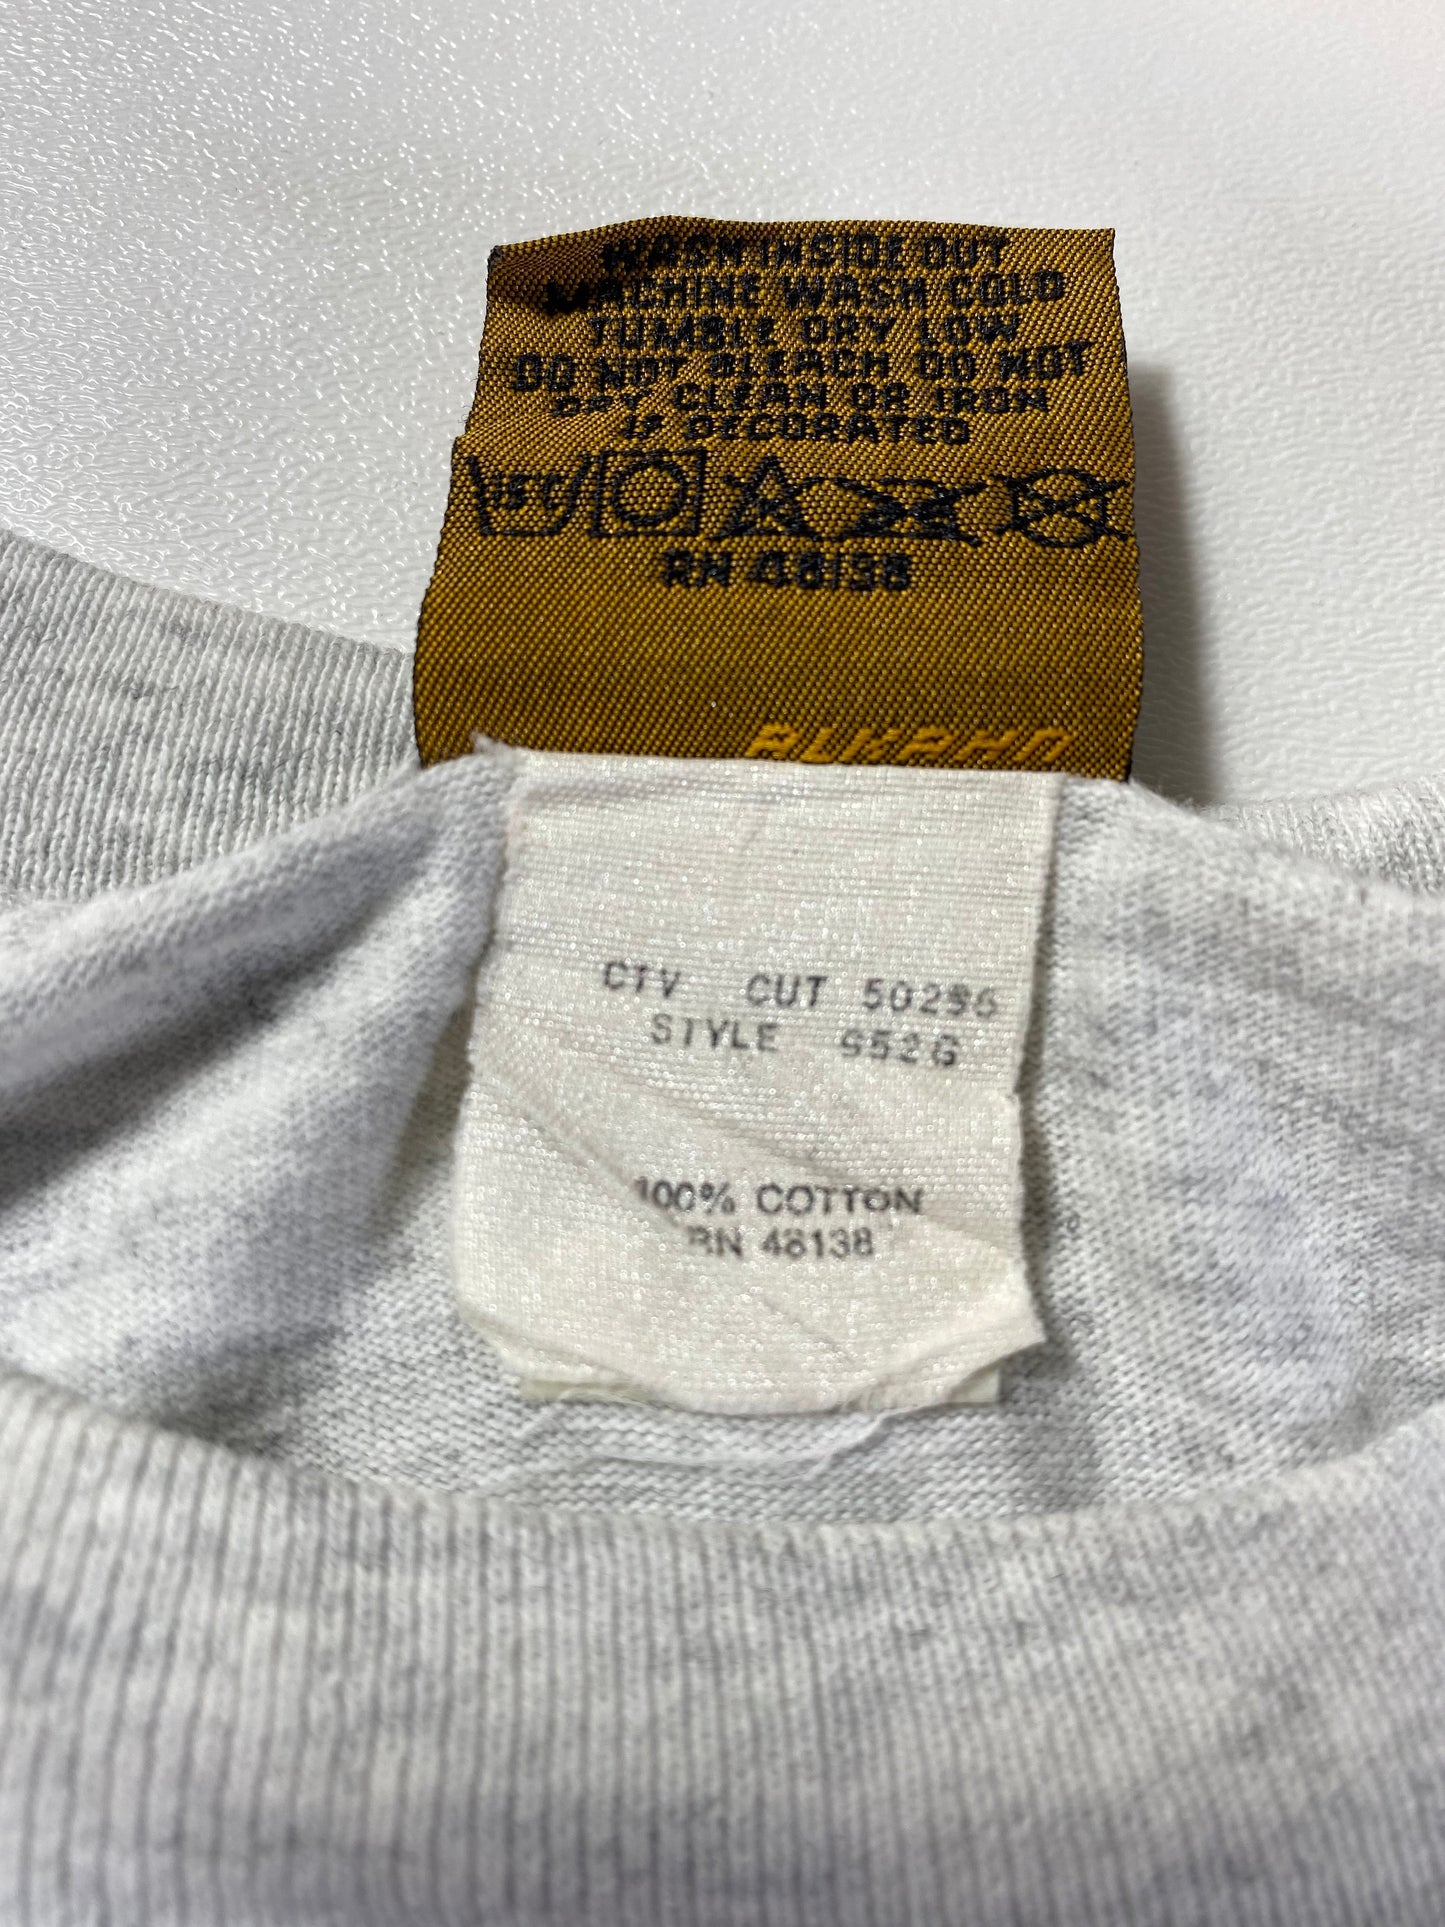 WASH INSIDE OUT
MACHINE WASH COLD
TUMBLE DRY LOW
DO NOT BLEACH DO NOT
DRY CLEAN OR IRON
IF DECORATED
RN 48138
CTV CUT 50296
STYLE 9526
100% COTTON
RN 48138